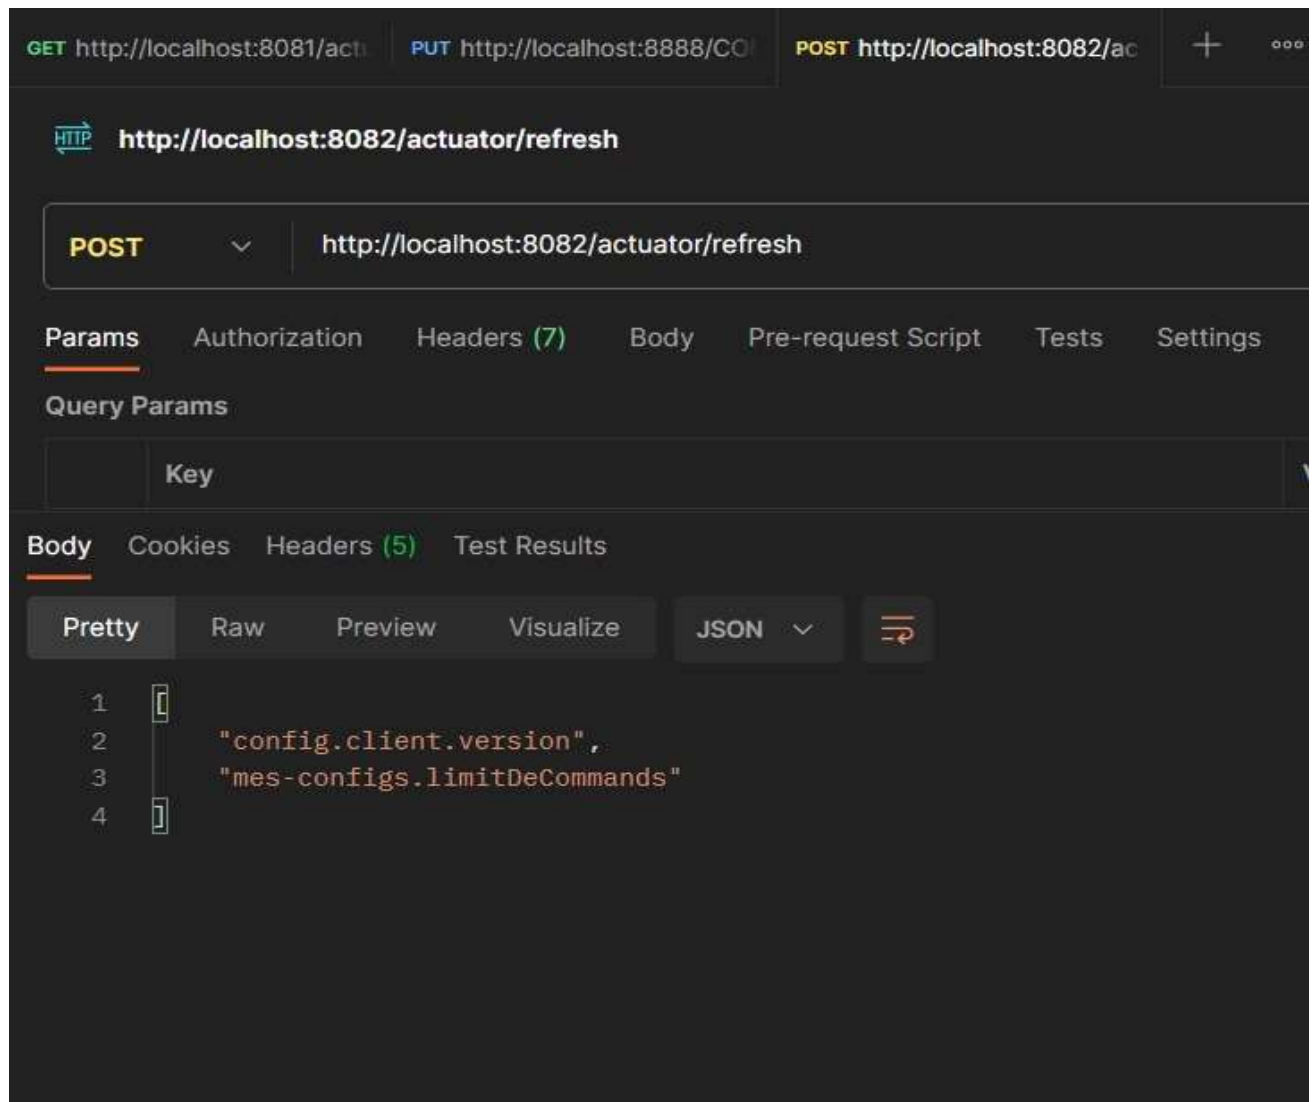 GET http://localhost:8081/act PUT http://localhost:8888/CO POST http://localhost:8082/ac
HTTP http://localhost:8082/actuator/refresh
POST http://localhost:8082/actuator/refresh
Params Authorization Headers (7) Body Pre-request Script Tests Settings
Query Params
Key
Body Cookies Headers (5) Test Results
Pretty Raw Preview Visualize JSON
1 [
2 "config.client.version",
3 "mes-configs.limitDeCommands"
4 ]